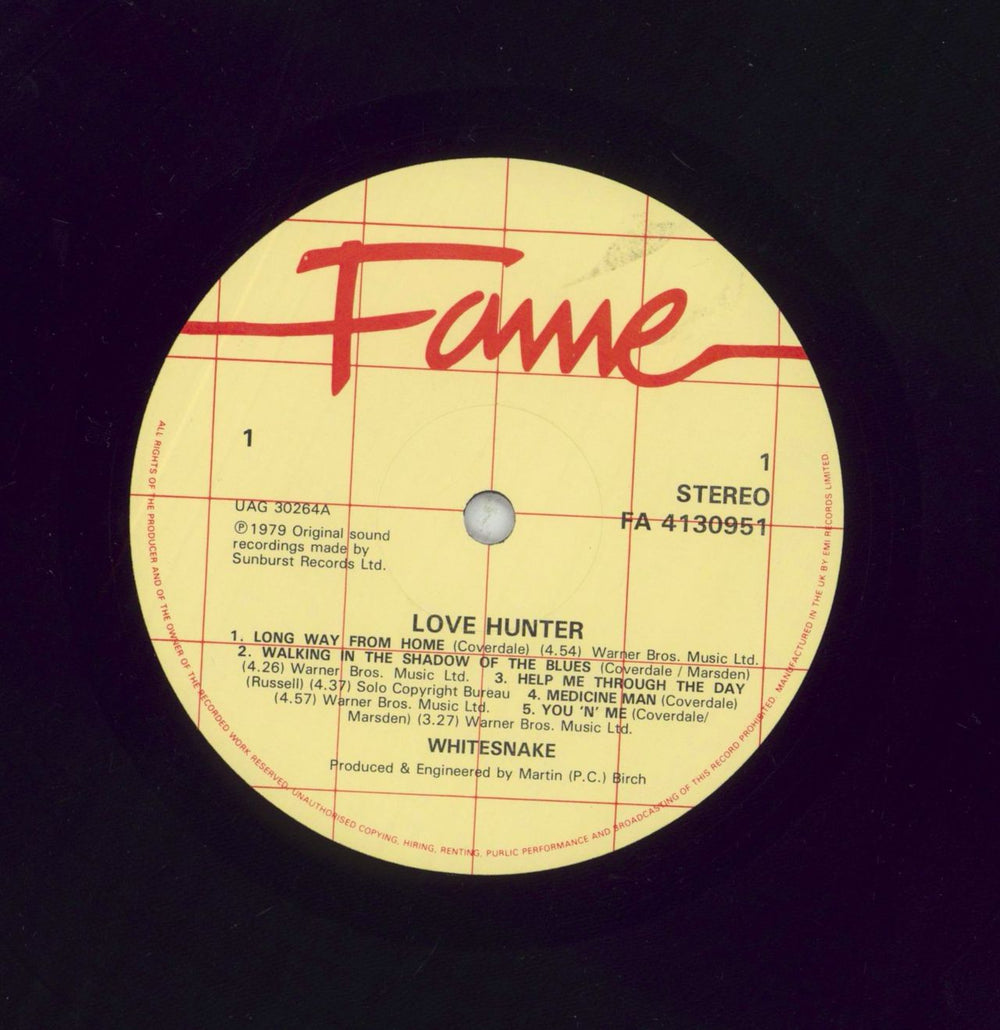 Fame
1
1
STEREO
FA 4130951
UAG 30264A
℗1979 Original sound
recordings made by
Sunburst Records Ltd.
LOVE HUNTER
1. LONG WAY FROM HOME (Coverdale) (4.54) Warner Bros. Music Ltd.
2. WALKING IN THE SHADOW OF THE BLUES (Coverdale / Marsden)
(4.26) Warner Bros. Music Ltd. 3. HELP ME THROUGH THE DAY
(Russell) (4.37) Solo Copyright Bureau 4. MEDICINE MAN (Coverdale)
(4.57) Warner Bros. Music Ltd. 5. YOU 'N' ME (Coverdale/
Marsden) (3.27) Warner Bros. Music Ltd.
WHITESNAKE
Produced & Engineered by Martin (P.C.) Birch
ALL RIGHTS OF THE PRODUCER AND OF THE OWNER OF THE RECORDED WORK RESERVED. UNAUTHORISED COPYING, HIRING, RENTING, PUBLIC PERFORMANCE AND BROADCASTING OF THIS RECORD PROHIBITED. MANUFACTURED IN THE UK BY EMI RECORDS LIMITED